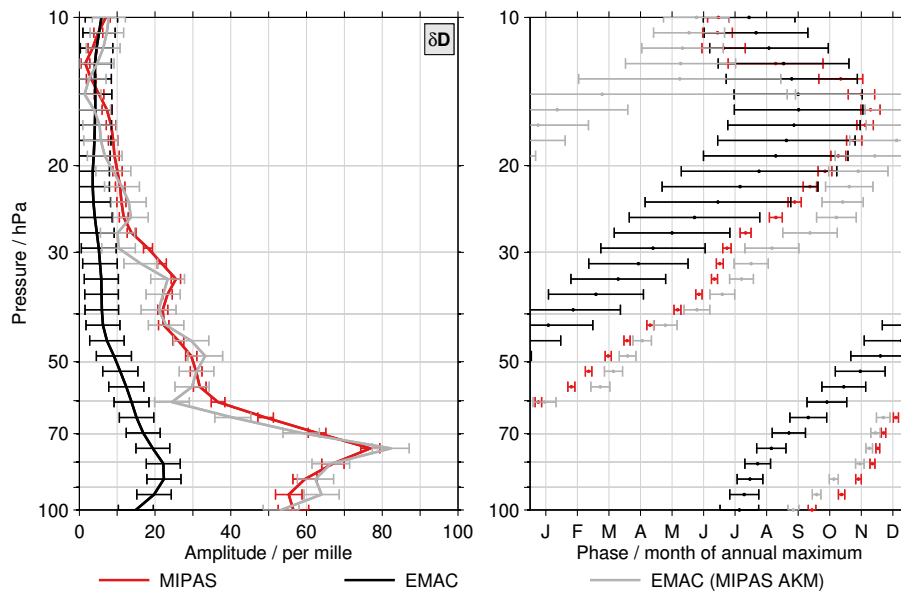 δD
Pressure / hPa
10
20
30
50
70
100
0 20 40 60 80 100
Amplitude / per mille
10
20
30
50
70
100
J F M A M J J A S O N D
Phase / month of annual maximum
MIPAS EMAC EMAC (MIPAS AKM)